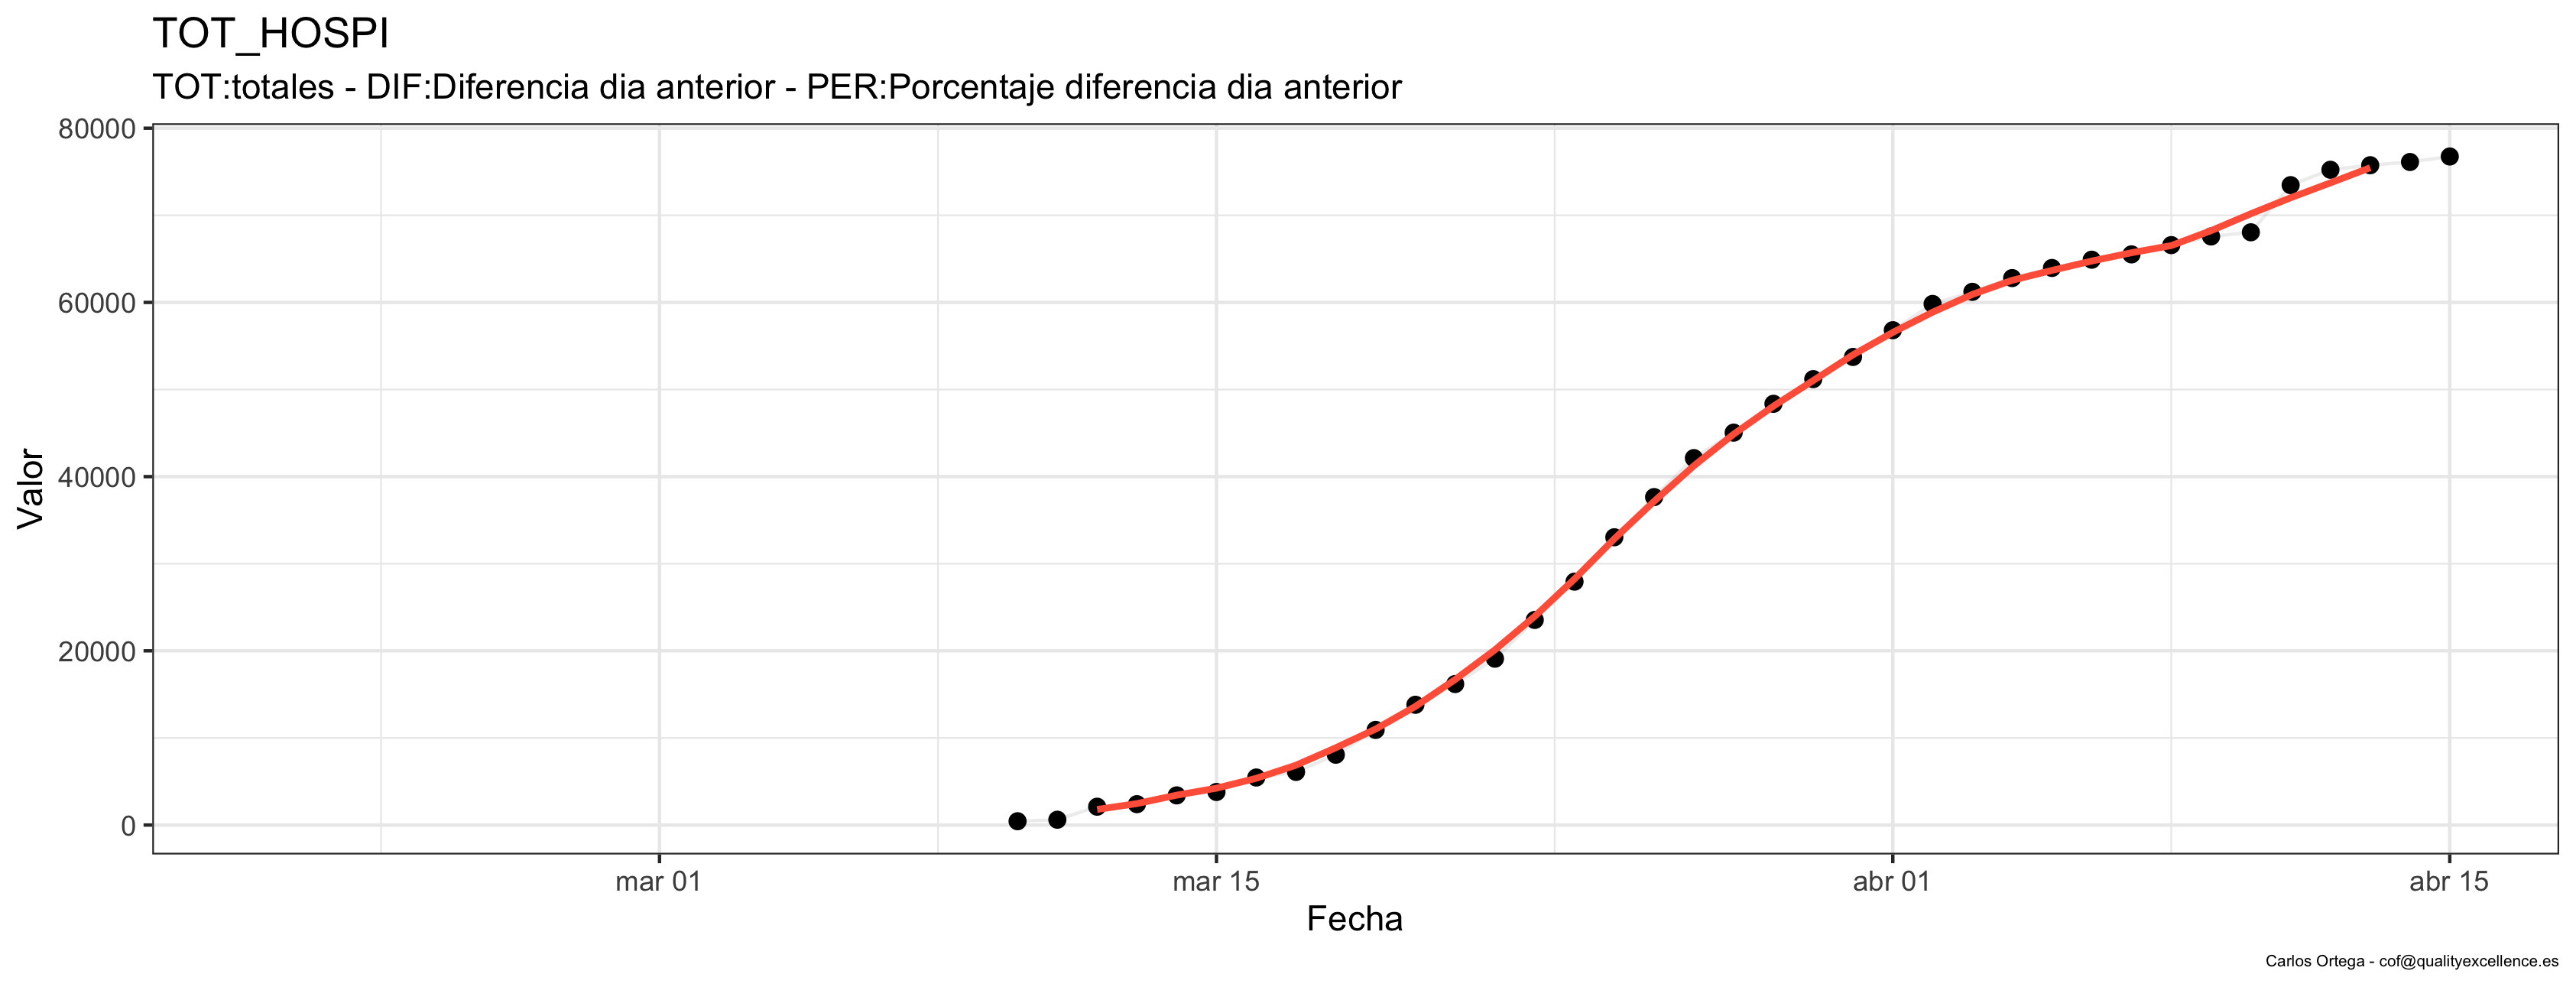 TOT_HOSPI
TOT:totales - DIF:Diferencia dia anterior - PER:Porcentaje diferencia dia anterior
80000
60000
40000
20000
0
Valor
mar 01 mar 15 abr 01 abr 15
Fecha
Carlos Ortega - cof@qualityexcellence.es